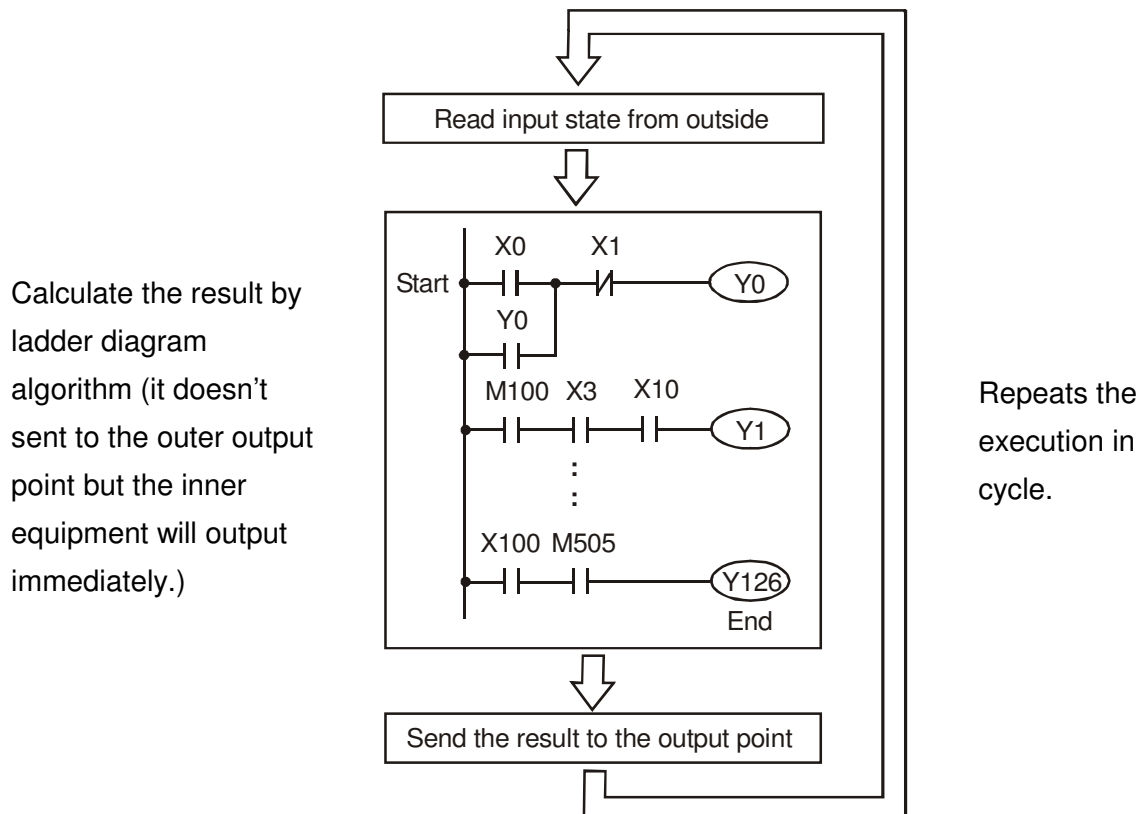 Read input state from outside
Calculate the result by
ladder diagram
algorithm (it doesn't
sent to the outer output
point but the inner
equipment will output
immediately.)
X0 X1
Start Y0
Y0
M100 X3 X10
Y1
:
:
X100 M505
Y126
End
Repeats the
execution in
cycle.
Send the result to the output point